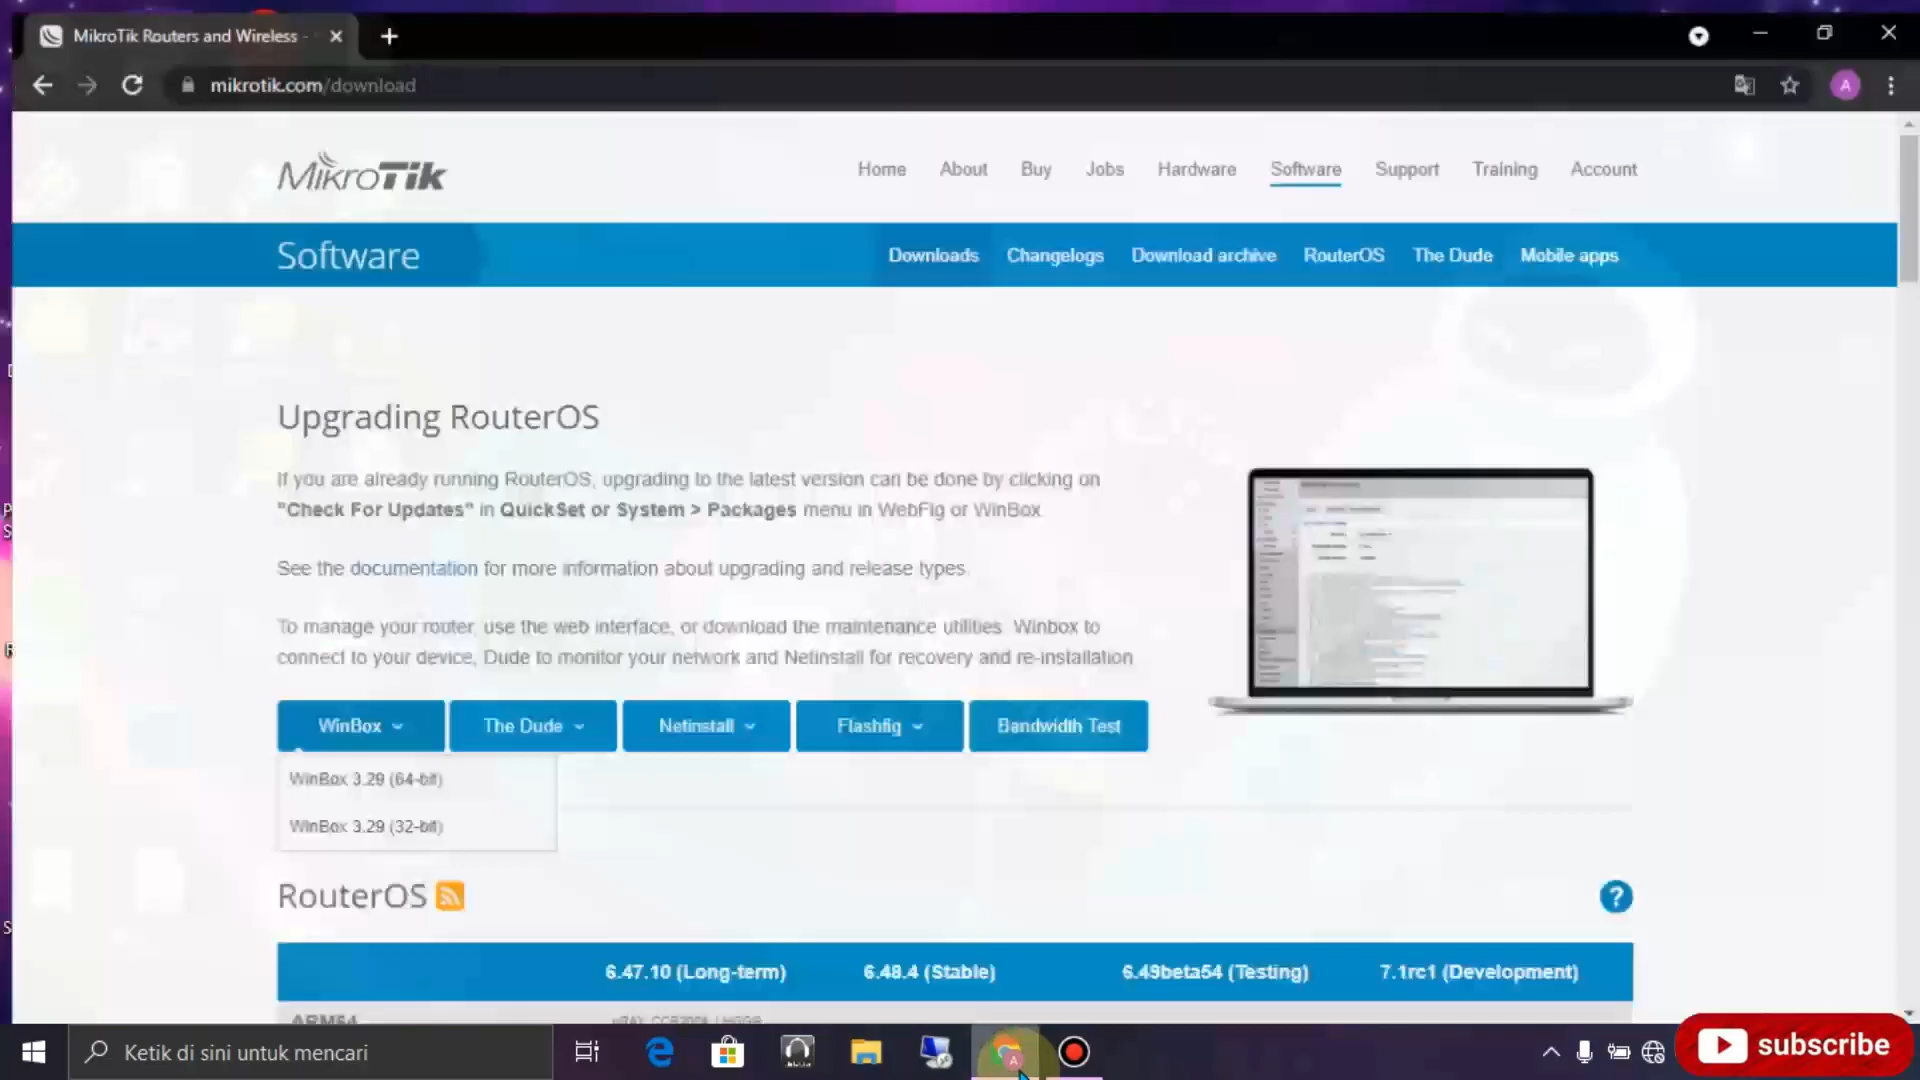 MikroTik Routers and Wireless -
mikrotik.com/download
A
MikroTik
Home About Buy Jobs Hardware Software Support Training Account
Software
Downloads Changelogs Download archive RouterOS The Dude Mobile apps
Upgrading RouterOS
If you are already running RouterOS, upgrading to the latest version can be done by clicking on
"Check For Updates" in QuickSet or System > Packages menu in WebFig or WinBox.
See the documentation for more information about upgrading and release types.
To manage your router, use the web interface, or download the maintenance utilities. Winbox to
connect to your device, Dude to monitor your network and Netinstall for recovery and re-installation
WinBox The Dude Netinstall Flashfig Bandwidth Test
WinBox 3.29 (64-bit)
WinBox 3.29 (32-bit)
RouterOS
?
6.47.10 (Long-term) 6.48.4 (Stable) 6.49beta54 (Testing) 7.1rc1 (Development)
ARM64
Ketik di sini untuk mencari
subscribe